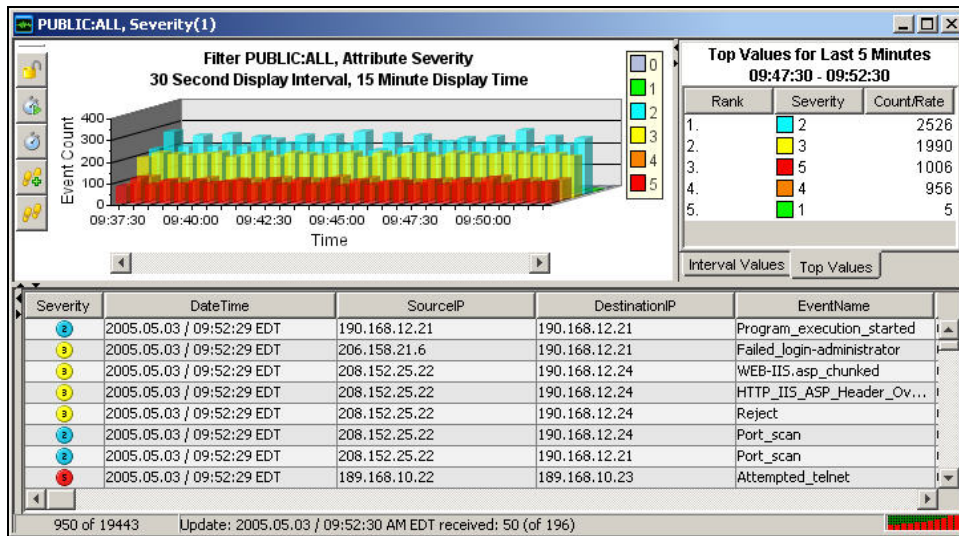 PUBLIC:ALL, Severity(1)
Filter PUBLIC:ALL, Attribute Severity
30 Second Display Interval, 15 Minute Display Time
Event Count
400
300
200
100
0
09:37:30 09:40:00 09:42:30 09:45:00 09:47:30 09:50:00
Time
0
1
2
3
4
5
Top Values for Last 5 Minutes
09:47:30 - 09:52:30
Rank Severity Count/Rate
1. 2 2526
2. 3 1990
3. 5 1006
4. 4 956
5. 1 5
Interval Values Top Values
Severity DateTime SourceIP DestinationIP EventName
2 2005.05.03 / 09:52:29 EDT 190.168.12.21 190.168.12.21 Program_execution_started
3 2005.05.03 / 09:52:29 EDT 206.158.21.6 190.168.12.21 Failed_login-administrator
3 2005.05.03 / 09:52:29 EDT 208.152.25.22 190.168.12.24 WEB-IIS.asp_chunked
3 2005.05.03 / 09:52:29 EDT 208.152.25.22 190.168.12.24 HTTP_IIS_ASP_Header_Ov...
3 2005.05.03 / 09:52:29 EDT 208.152.25.22 190.168.12.24 Reject
2 2005.05.03 / 09:52:29 EDT 208.152.25.22 190.168.12.24 Port_scan
2 2005.05.03 / 09:52:29 EDT 208.152.25.22 190.168.12.21 Port_scan
5 2005.05.03 / 09:52:29 EDT 189.168.10.22 189.168.10.23 Attempted_telnet
950 of 19443 Update: 2005.05.03 / 09:52:30 AM EDT received: 50 (of 196)